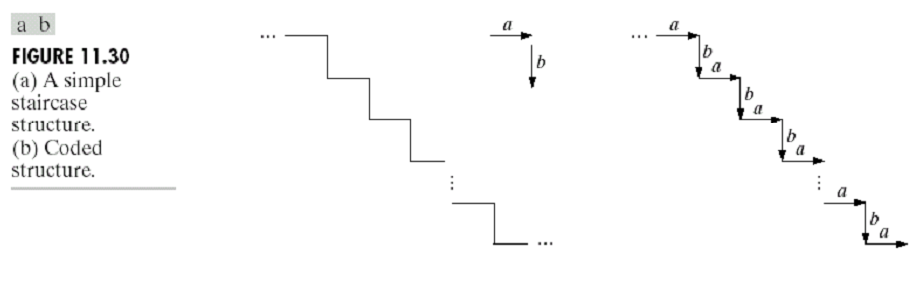 a b
FIGURE 11.30
(a) A simple
staircase
structure.
(b) Coded
structure.
...
a
b
...
a
b
a
b
a
b
a
⋮
⋮
a
b
a
...